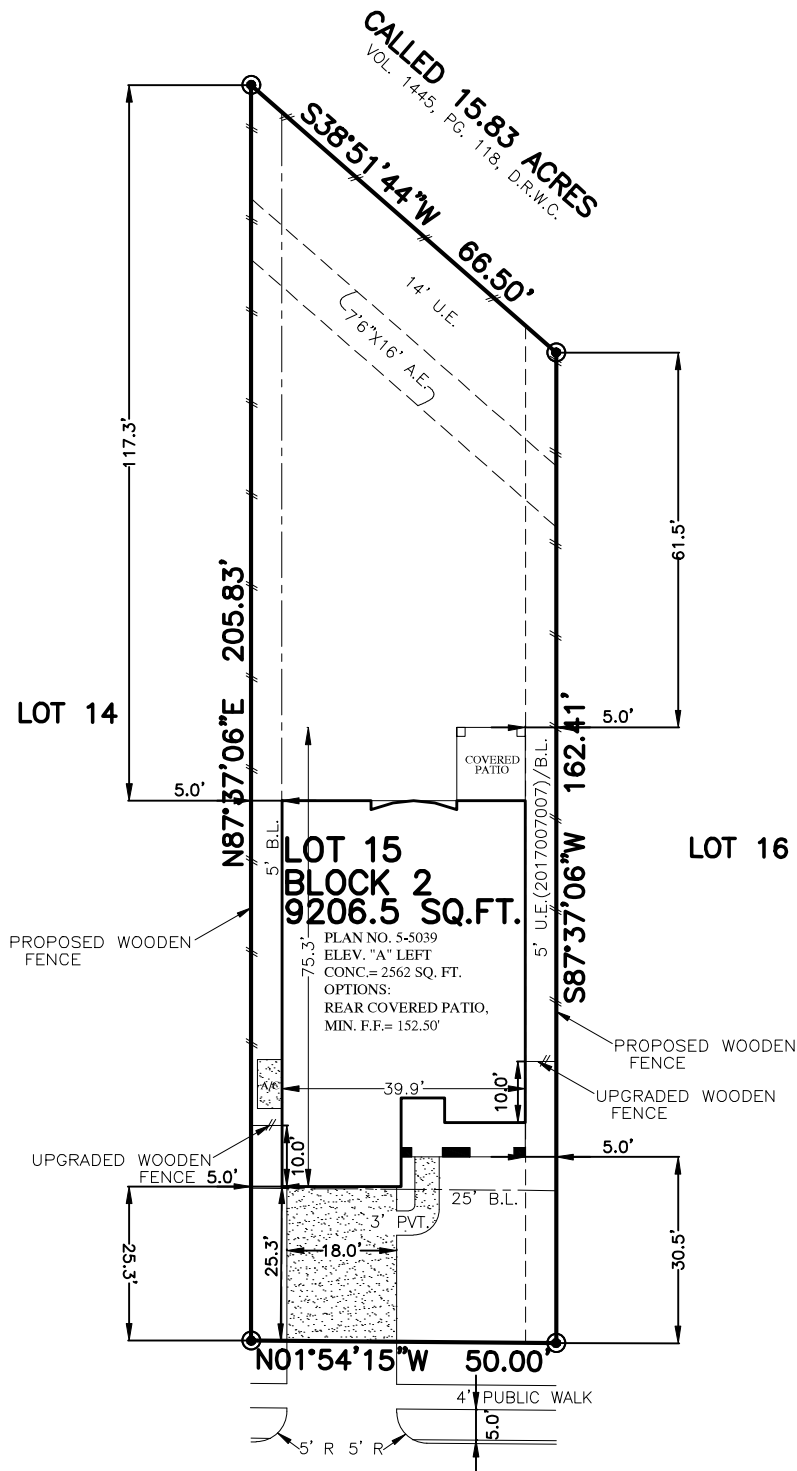 CALLED 15.83 ACRES
VOL. 1445, PG. 118, D.R.W.C.
S38°51'44"W 66.50'
14' U.E.
7'6"X16' A.E.
117.3'
61.5'
N87°37'06"E 205.83'
LOT 14
5.0'
5.0'
COVERED
PATIO
S87°37'06"W 162.41'
5' U.E.(2017007007)/B.L.
LOT 16
5' B.L.
LOT 15
BLOCK 2
9206.5 SQ.FT.
PLAN NO. 5-5039
ELEV. "A" LEFT
CONC.= 2562 SQ. FT.
OPTIONS:
REAR COVERED PATIO,
MIN. F.F.= 152.50'
75.3'
PROPOSED WOODEN
FENCE
PROPOSED WOODEN
FENCE
A/C
39.9'
10.0'
UPGRADED WOODEN
FENCE
UPGRADED WOODEN
FENCE
10.0'
5.0'
5.0'
25' B.L.
3' PVT.
25.3'
25.3'
18.0'
30.5'
N01°54'15"W 50.00'
4' PUBLIC WALK
5.0'
5' R 5' R